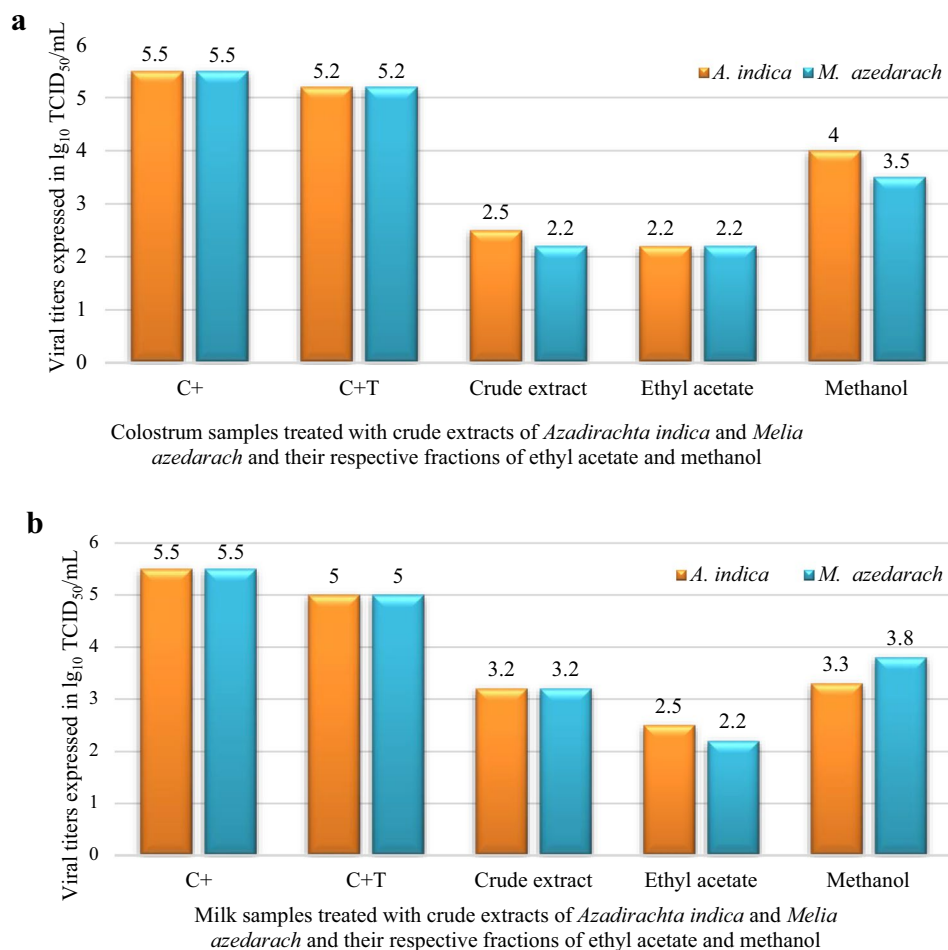 a
Viral titers expressed in lg10 TCID50/mL
6
5
4
3
2
1
0
5.5 5.5 5.2 5.2 2.5 2.2 2.2 2.2 4 3.5
A. indica M. azedarach
C+ C+T Crude extract Ethyl acetate Methanol
Colostrum samples treated with crude extracts of Azadirachta indica and Melia
azedarach and their respective fractions of ethyl acetate and methanol
b
Viral titers expressed in lg10 TCID50/mL
6
5
4
3
2
1
0
5.5 5.5 5 5 3.2 3.2 2.5 2.2 3.3 3.8
A. indica M. azedarach
C+ C+T Crude extract Ethyl acetate Methanol
Milk samples treated with crude extracts of Azadirachta indica and Melia
azedarach and their respective fractions of ethyl acetate and methanol